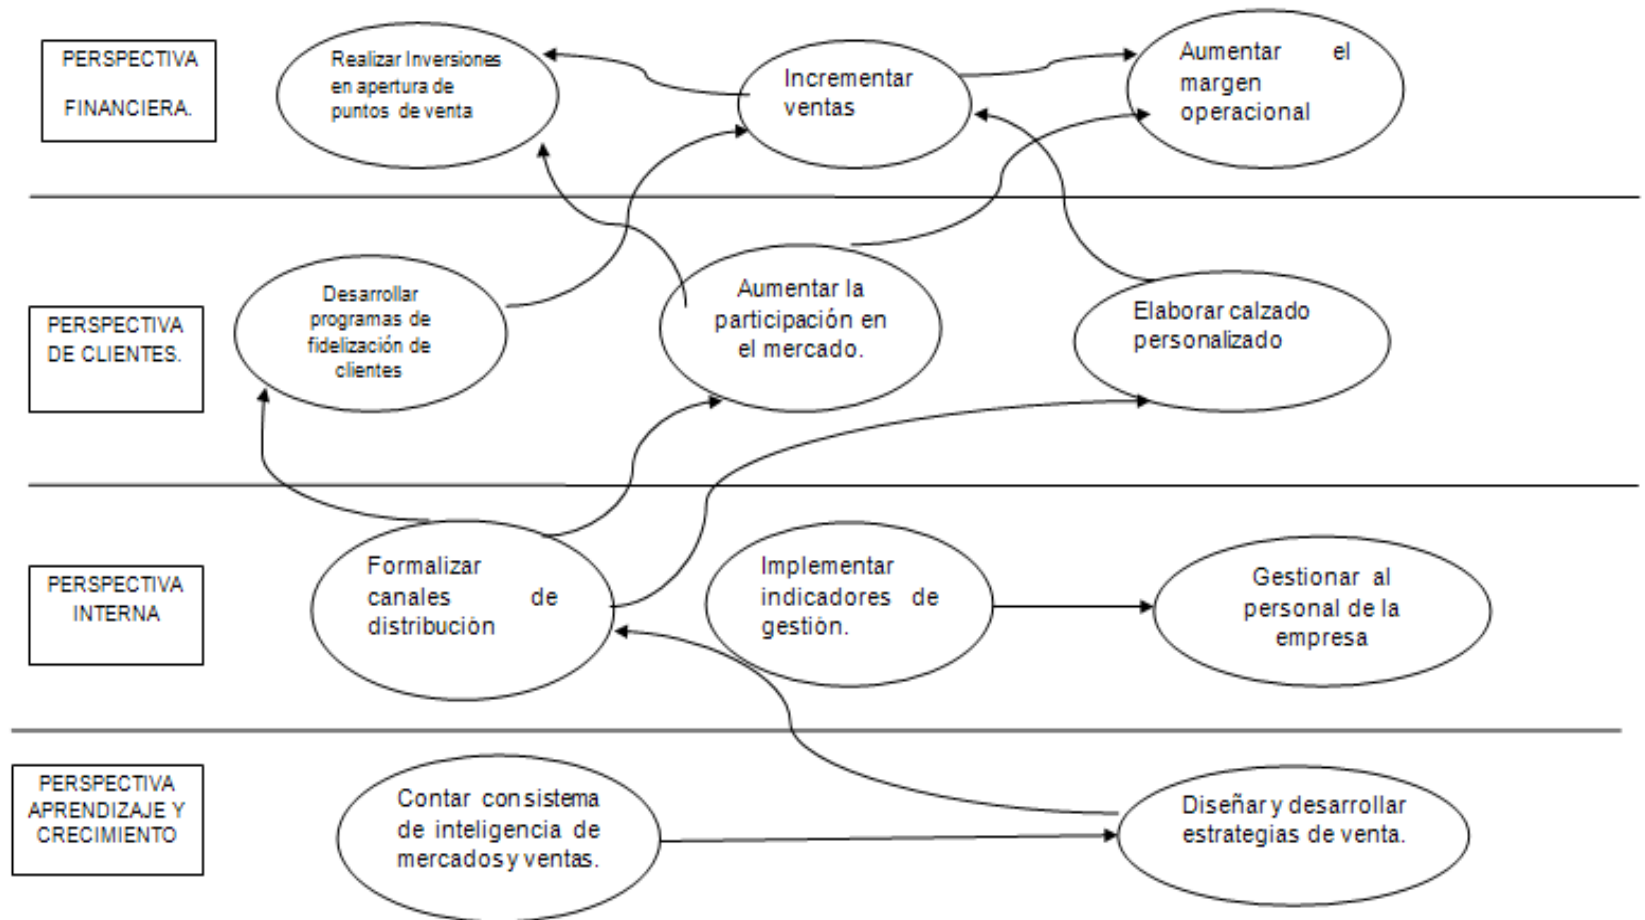 PERSPECTIVA
FINANCIERA.
Realizar Inversiones
en apertura de
puntos de venta
Incrementar
ventas
Aumentar el
margen
operacional
PERSPECTIVA
DE CLIENTES.
Desarrollar
programas de
fidelización de
clientes
Aumentar la
participación en
el mercado.
Elaborar calzado
personalizado
PERSPECTIVA
INTERNA
Formalizar
canales de
distribución
Implementar
indicadores de
gestión.
Gestionar al
personal de la
empresa
PERSPECTIVA
APRENDIZAJE Y
CRECIMIENTO
Contar con sistema
de inteligencia de
mercados y ventas.
Diseñar y desarrollar
estrategias de venta.